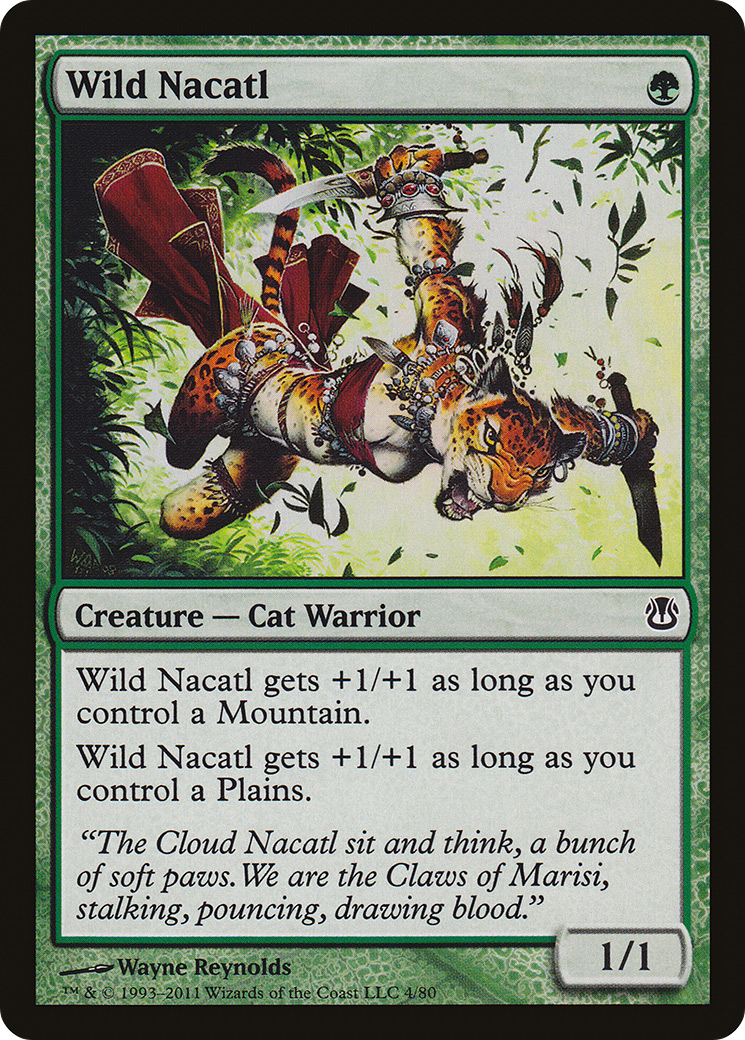 Wild Nacatl
Creature — Cat Warrior
Wild Nacatl gets +1/+1 as long as you
control a Mountain.
Wild Nacatl gets +1/+1 as long as you
control a Plains.
“The Cloud Nacatl sit and think, a bunch
of soft paws. We are the Claws of Marisi,
stalking, pouncing, drawing blood.”
1/1
Wayne Reynolds
™ & © 1993–2011 Wizards of the Coast LLC 4/80